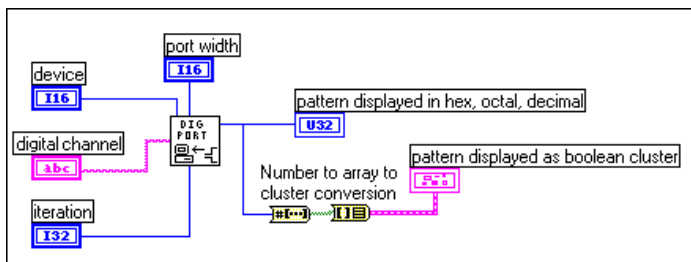 port width
I16
device
I16
DIG
PORT
pattern displayed in hex, octal, decimal
U32
digital channel
abc
pattern displayed as boolean cluster
Number to array to
cluster conversion
#[···]
[]
iteration
I32